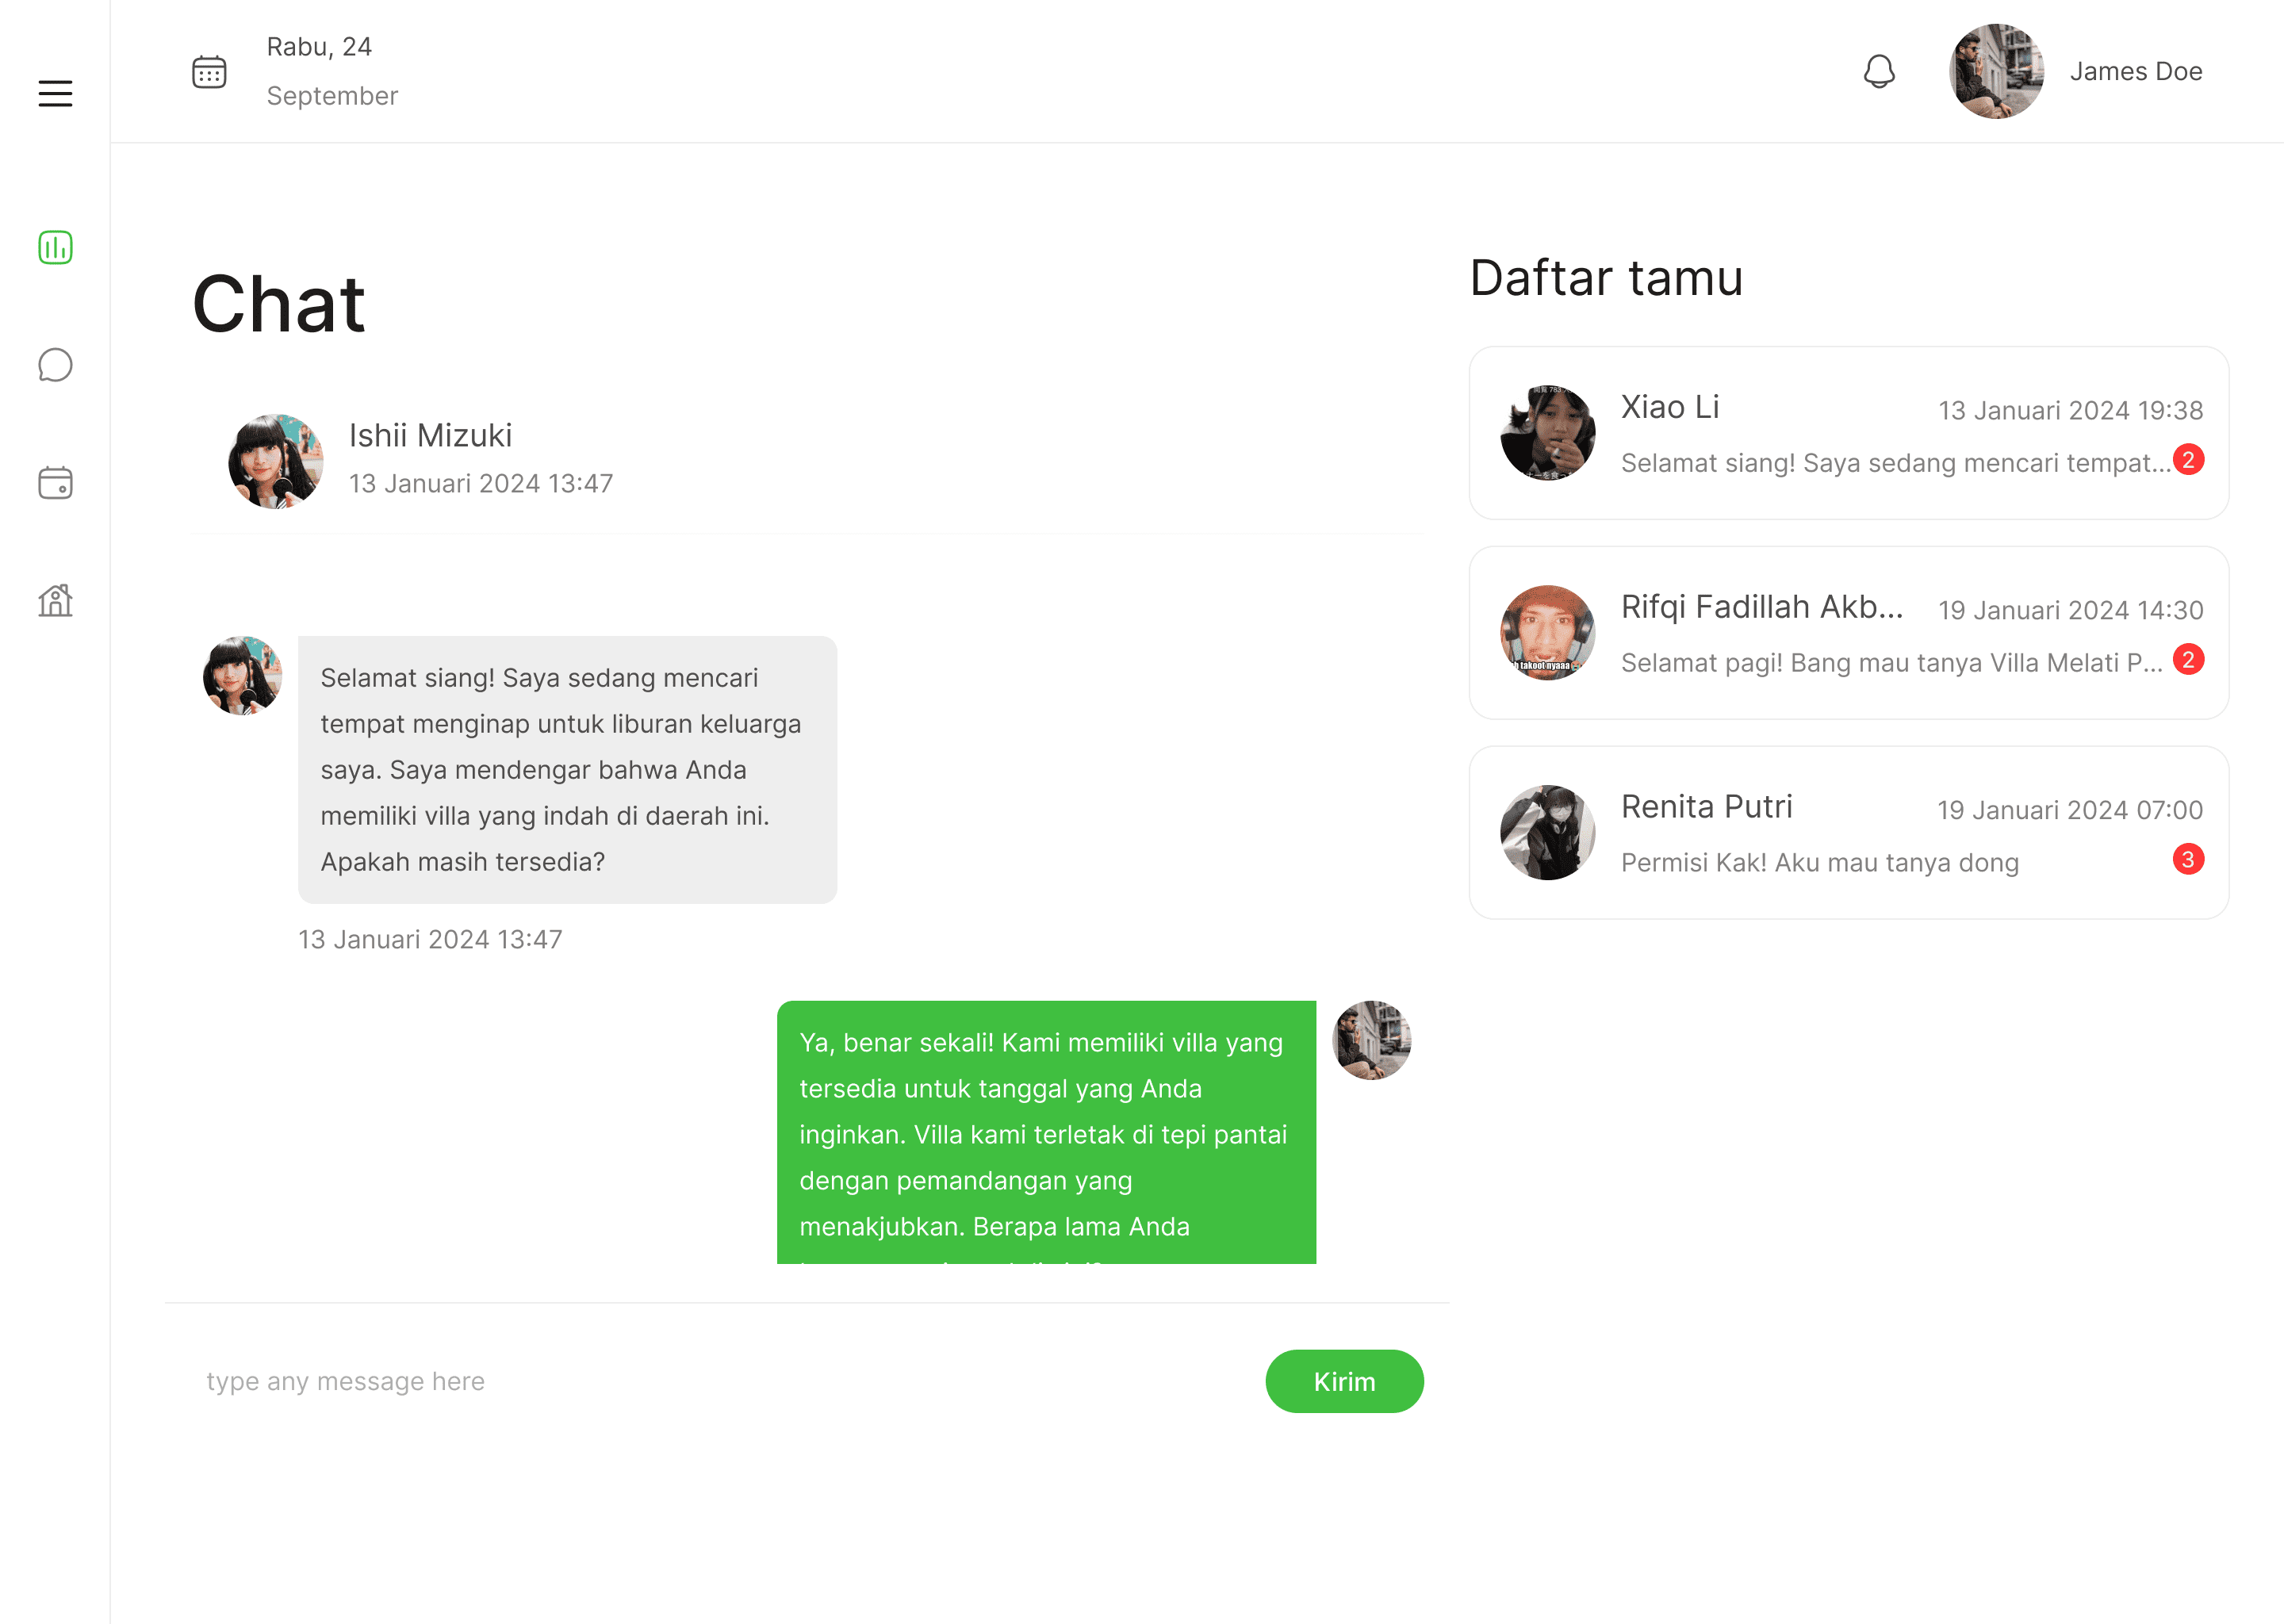 Rabu, 24
September
James Doe
Chat
Ishii Mizuki
13 Januari 2024 13:47
Selamat siang! Saya sedang mencari
tempat menginap untuk liburan keluarga
saya. Saya mendengar bahwa Anda
memiliki villa yang indah di daerah ini.
Apakah masih tersedia?
13 Januari 2024 13:47
Ya, benar sekali! Kami memiliki villa yang
tersedia untuk tanggal yang Anda
inginkan. Villa kami terletak di tepi pantai
dengan pemandangan yang
menakjubkan. Berapa lama Anda
type any message here
Kirim
Daftar tamu
Xiao Li
13 Januari 2024 19:38
Selamat siang! Saya sedang mencari tempat...
2
Rifqi Fadillah Akb...
19 Januari 2024 14:30
Selamat pagi! Bang mau tanya Villa Melati P...
2
takoot nyaaa
Renita Putri
19 Januari 2024 07:00
Permisi Kak! Aku mau tanya dong
3